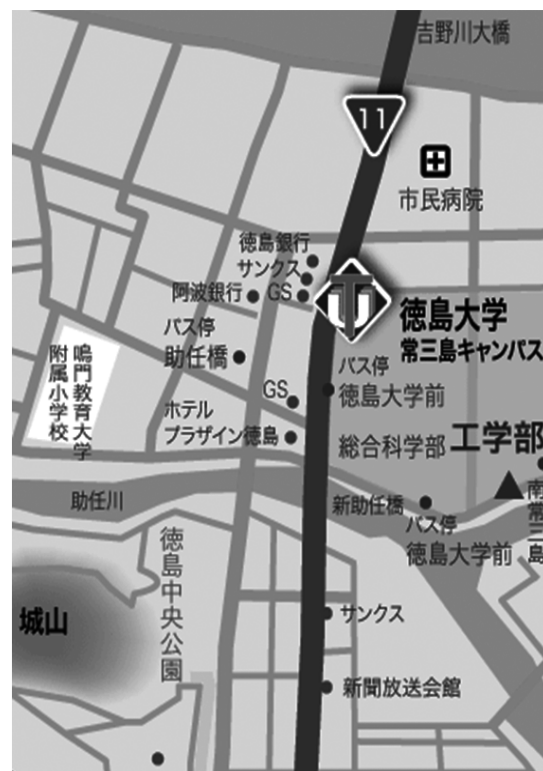 吉野川大橋
11
市民病院
徳島銀行
サンクス
阿波銀行
GS
徳島大学
常三島キャンパス
バス停
助任橋
バス停
徳島大学前
鳴門教育大学
附属小学校
GS
ホテル
プラザイン徳島
総合科学部
工学部
助任川
新助任橋
バス停
徳島大学前
南常三島
徳島中央公園
城山
サンクス
新聞放送会館